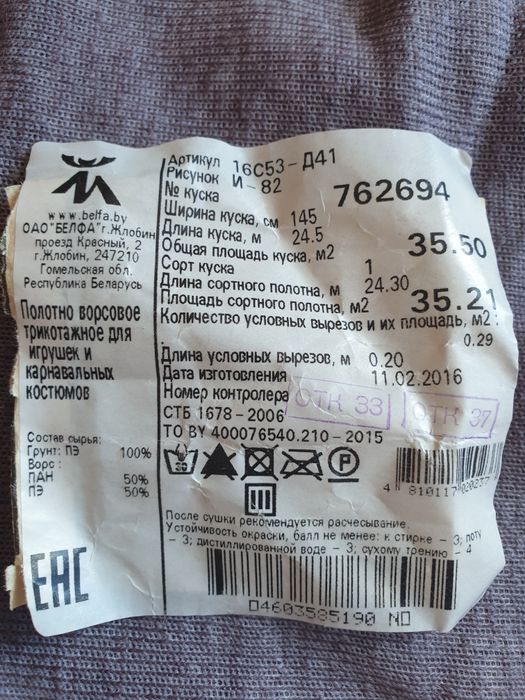 www.belfa.by
ОАО "БЕЛФА" г.Жлобин
проезд Красный, 2
г.Жлобин, 247210
Гомельская обл.
Республика Беларусь
Полотно ворсовое
трикотажное для
игрушек и
карнавальных
костюмов
Состав сырья:
Грунт: ПЭ 100%
Ворс :
ПАН 50%
ПЭ 50%
EAC
Артикул 16С53-Д41
Рисунок И-82
№ куска 762694
Ширина куска, см 145
Длина куска, м 24.5
Общая площадь куска, м2 35.50
Сорт куска 1
Длина сортного полотна, м 24.30
Площадь сортного полотна, м2 35.21
Количество условных вырезов и их площадь, м2 :
0.29
Длина условных вырезов, м 0.20
Дата изготовления 11.02.2016
Номер контролера ОТК 33 ОТК 37
СТБ 1678-2006
ТО BY 400076540.210-2015
30 P
4 810117 020237
После сушки рекомендуется расчесывание.
Устойчивость окраски, балл не менее: к стирке - 3; поту
- 3; дистиллированной воде - 3; сухому трению - 4
04603585190 N0